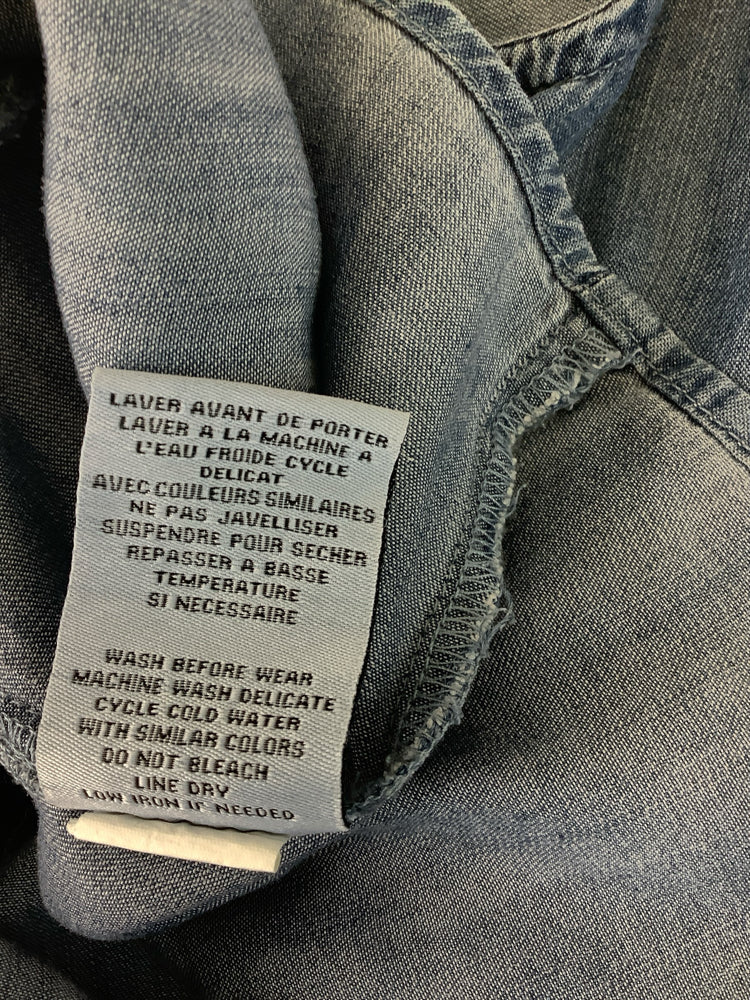 LAVER AVANT DE PORTER
LAVER A LA MACHINE A
L'EAU FROIDE CYCLE
DELICAT
AVEC COULEURS SIMILAIRES
NE PAS JAVELLISER
SUSPENDRE POUR SECHER
REPASSER A BASSE
TEMPERATURE
SI NECESSAIRE
WASH BEFORE WEAR
MACHINE WASH DELICATE
CYCLE COLD WATER
WITH SIMILAR COLORS
DO NOT BLEACH
LINE DRY
LOW IRON IF NEEDED